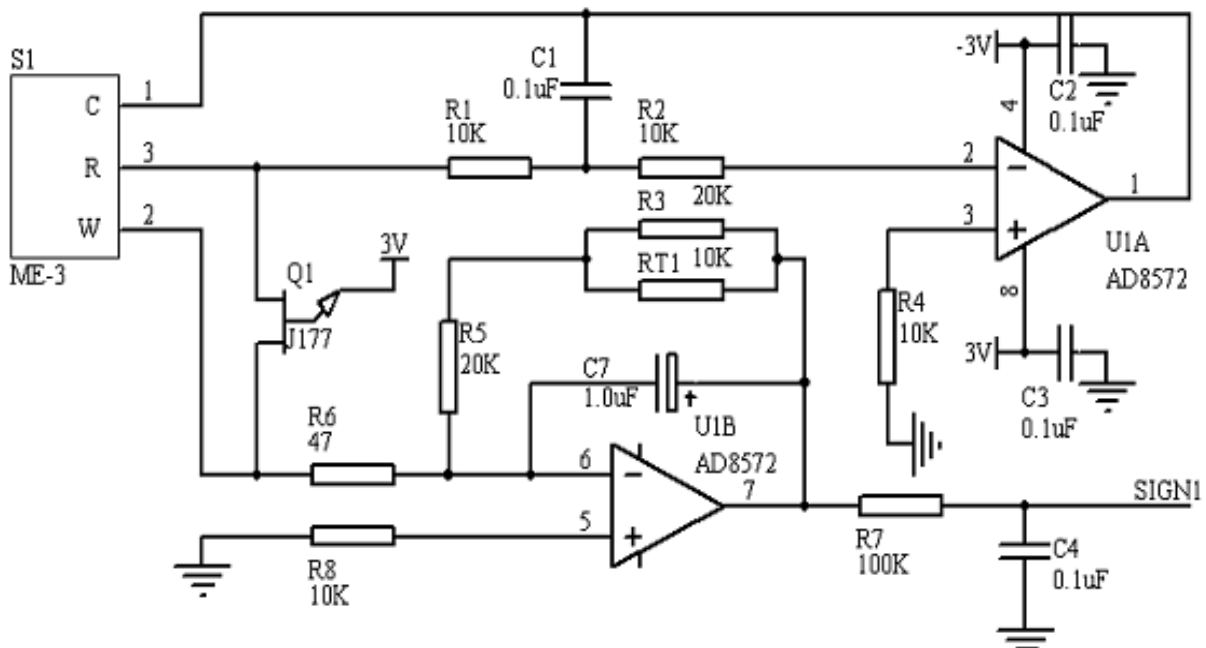 S1
C
R
W
1
3
2
ME-3
C1
0.1uF
R1
10K
R2
10K
-3V
4
C2
0.1uF
2
3
1
U1A
AD8572
20K
R3
10K
RT1
3V
Q1
J177
R5
20K
R4
10K
8
3V
C3
0.1uF
C7
1.0uF
+
U1B
AD8572
R6
47
6
5
7
−
+
−
+
R8
10K
R7
100K
SIGN1
C4
0.1uF